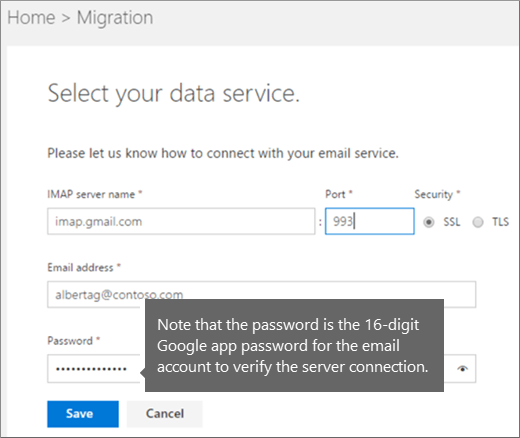 Home > Migration
Select your data service.
Please let us know how to connect with your email service.
IMAP server name * Port * Security *
imap.gmail.com : 993 SSL TLS
Email address *
albertag@contoso.com
Note that the password is the 16-digit
Google app password for the email
account to verify the server connection.
Password *
••••••••••••••
Save Cancel